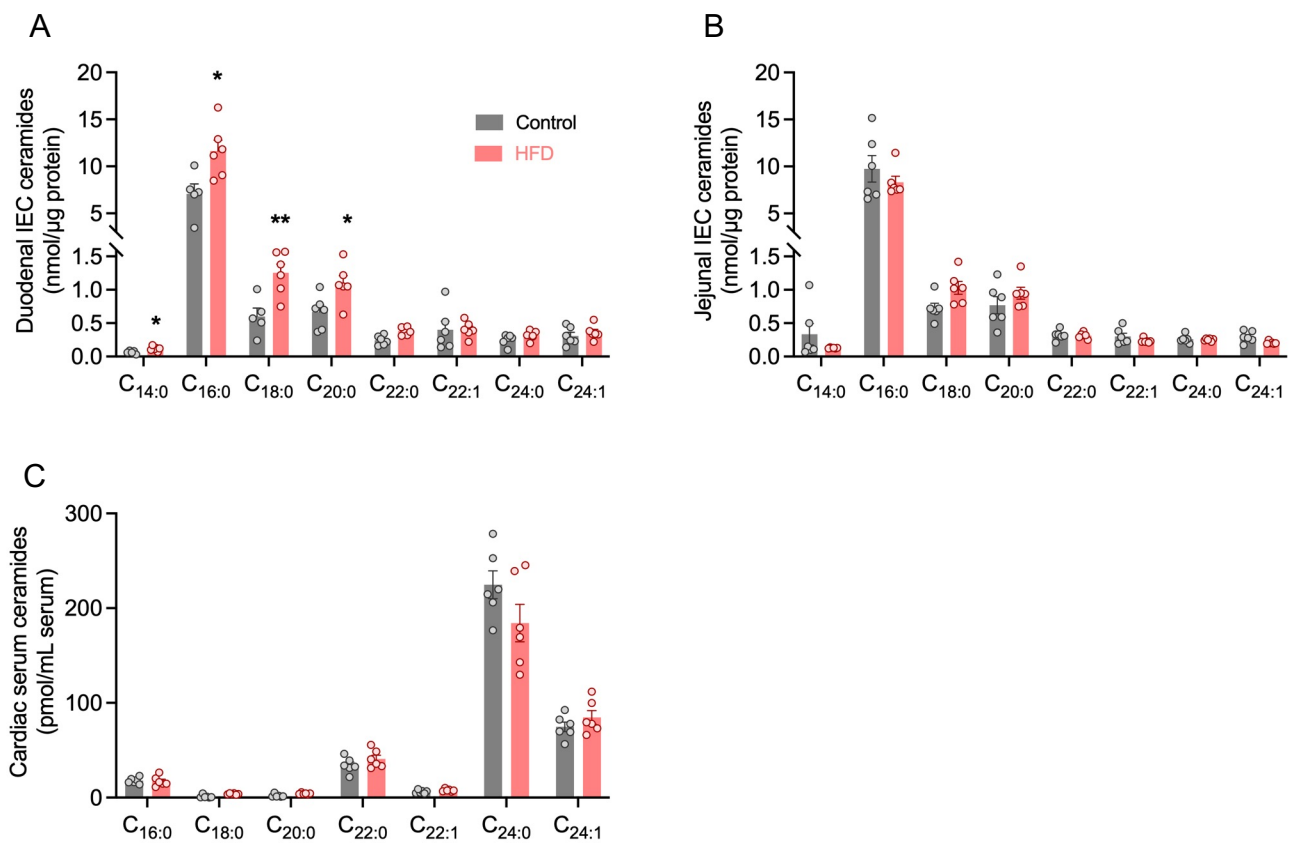 A
Duodenal IEC ceramides
(nmol/µg protein)
20
15
10
5
1.5
1.0
0.5
0.0
*
*
**
*
Control
HFD
C14:0 C16:0 C18:0 C20:0 C22:0 C22:1 C24:0 C24:1
B
Jejunal IEC ceramides
(nmol/µg protein)
20
15
10
5
1.5
1.0
0.5
0.0
C14:0 C16:0 C18:0 C20:0 C22:0 C22:1 C24:0 C24:1
C
Cardiac serum ceramides
(pmol/mL serum)
300
200
100
0
C16:0 C18:0 C20:0 C22:0 C22:1 C24:0 C24:1